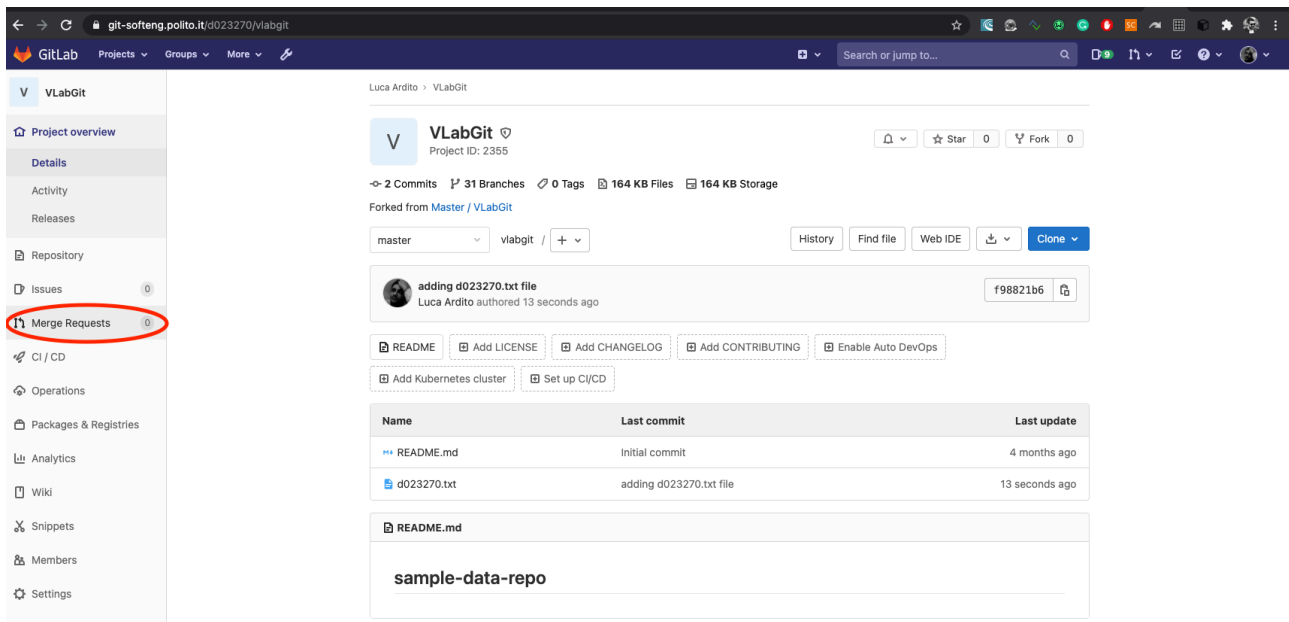 git-softeng.polito.it/d023270/vlabgit
GitLab Projects Groups More Search or jump to... 9
V VLabGit
Project overview
Details
Activity
Releases
Repository
Issues 0
Merge Requests 0
CI / CD
Operations
Packages & Registries
Analytics
Wiki
Snippets
Members
Settings
Luca Ardito > VLabGit
V
VLabGit
Project ID: 2355
Star 0 Fork 0
2 Commits 31 Branches 0 Tags 164 KB Files 164 KB Storage
Forked from Master / VLabGit
master vlabgit / + History Find file Web IDE Clone
adding d023270.txt file
Luca Ardito authored 13 seconds ago
f98821b6
README Add LICENSE Add CHANGELOG Add CONTRIBUTING Enable Auto DevOps
Add Kubernetes cluster Set up CI/CD
Name Last commit Last update
README.md Initial commit 4 months ago
d023270.txt adding d023270.txt file 13 seconds ago
README.md
sample-data-repo